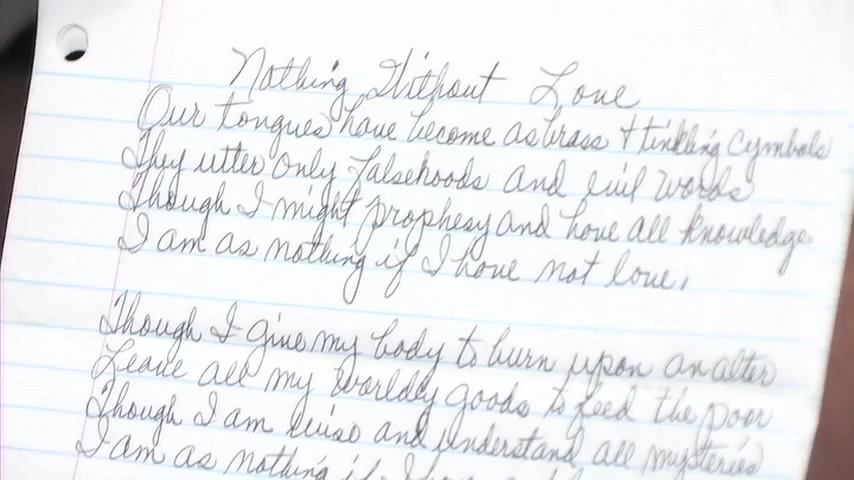 Nothing Without Love
Our tongues have become as brass + tinkling cymbals
They utter only falsehoods and evil words
Though I might prophesy and have all knowledge
I am as nothing if I have not love.
Though I give my body to burn upon an alter
Leave all my worldly goods to feed the poor
Though I am wise and understand all mysteries
I am as nothing if I have